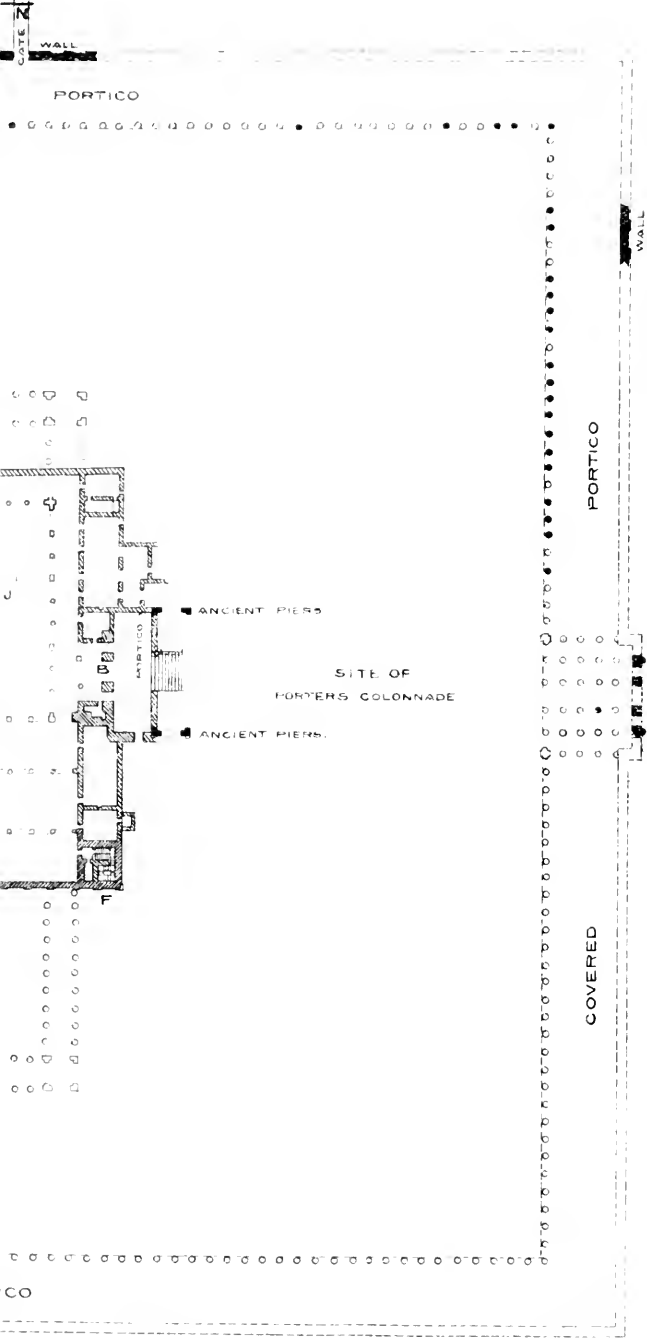 N
GATE
WALL
PORTICO
WALL
PORTICO
J
ANCIENT PIERS
PORTICO
B
SITE OF
PORTERS COLONNADE
ANCIENT PIERS.
F
COVERED
CO